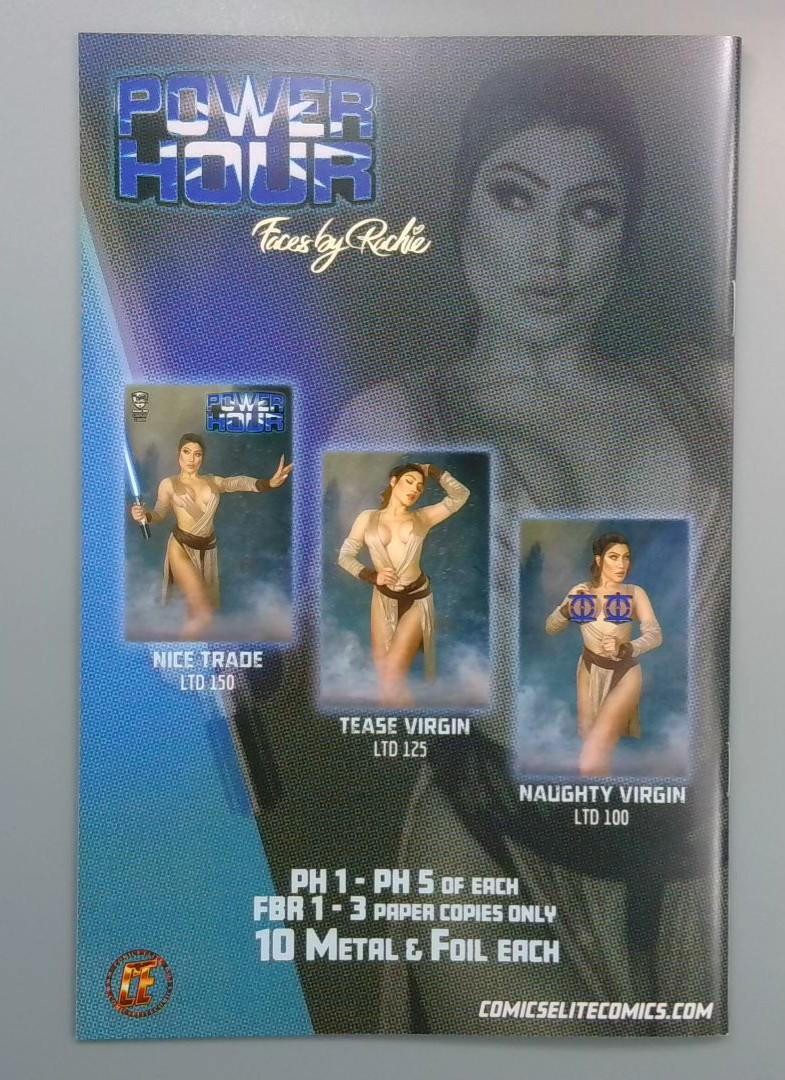 POWER
HOUR
Faces by Rachie
POWER
HOUR
NICE TRADE
LTD 150
TEASE VIRGIN
LTD 125
NAUGHTY VIRGIN
LTD 100
PH 1 - PH 5 OF EACH
FBR 1 - 3 PAPER COPIES ONLY
10 METAL & FOIL EACH
CE
COMICSELITECOMICS.COM